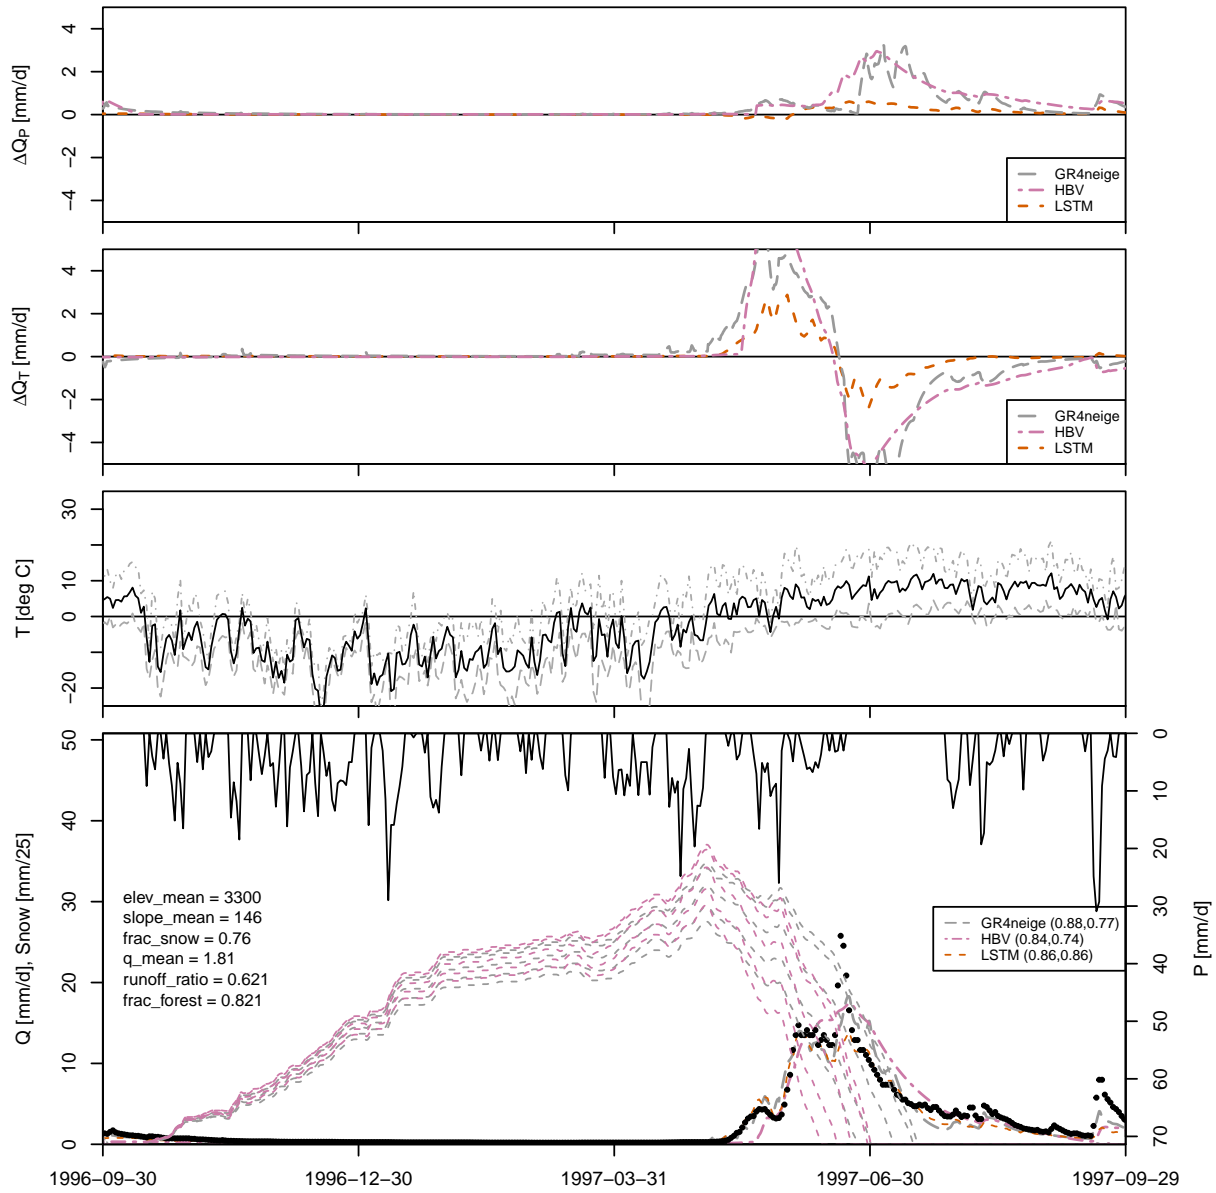 ΔQP [mm/d]
4
2
0
−2
−4
GR4neige
HBV
LSTM
ΔQT [mm/d]
4
2
0
−2
−4
GR4neige
HBV
LSTM
T [deg C]
30
10
0
−20
Q [mm/d], Snow [mm/25]
50
40
30
20
10
0
elev_mean = 3300
slope_mean = 146
frac_snow = 0.76
q_mean = 1.81
runoff_ratio = 0.621
frac_forest = 0.821
GR4neige (0.88,0.77)
HBV (0.84,0.74)
LSTM (0.86,0.86)
0
10
20
30
40
50
60
70
P [mm/d]
1996−09−30
1996−12−30
1997−03−31
1997−06−30
1997−09−29